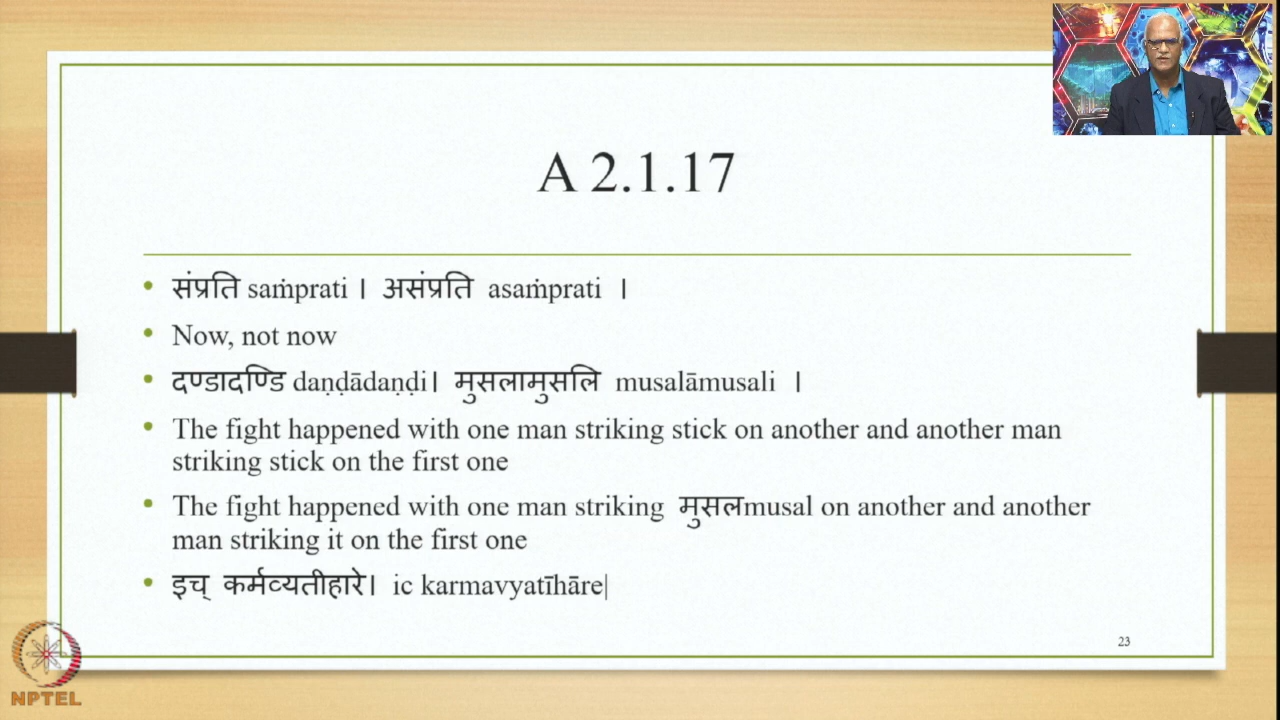 A 2.1.17
• संप्रति saṁprati । असंप्रति asaṁprati ।
• Now, not now
• दण्डादण्डि daṇḍādaṇḍi। मुसलामुसलि musalāmusali ।
• The fight happened with one man striking stick on another and another man
striking stick on the first one
• The fight happened with one man striking मुसलmusal on another and another
man striking it on the first one
• इच् कर्मव्यतीहारे। ic karmavyatīhāre|
23
NPTEL